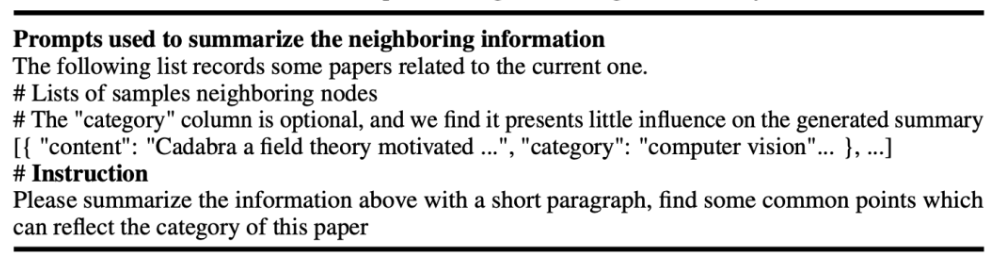 Prompts used to summarize the neighboring information
The following list records some papers related to the current one.
# Lists of samples neighboring nodes
# The "category" column is optional, and we find it presents little influence on the generated summary
[{ "content": "Cadabra a field theory motivated ...", "category": "computer vision"... }, ...]
# Instruction
Please summarize the information above with a short paragraph, find some common points which
can reflect the category of this paper